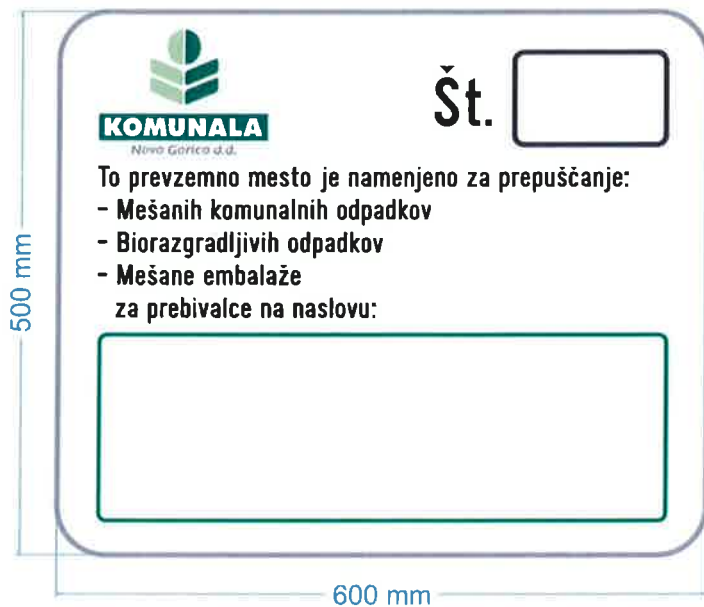 KOMUNALA
Nova Gorica d.d.
Št.
To prevzemno mesto je namenjeno za prepuščanje:
- Mešanih komunalnih odpadkov
- Biorazgradljivih odpadkov
- Mešane embalaže
za prebivalce na naslovu:
500 mm
600 mm